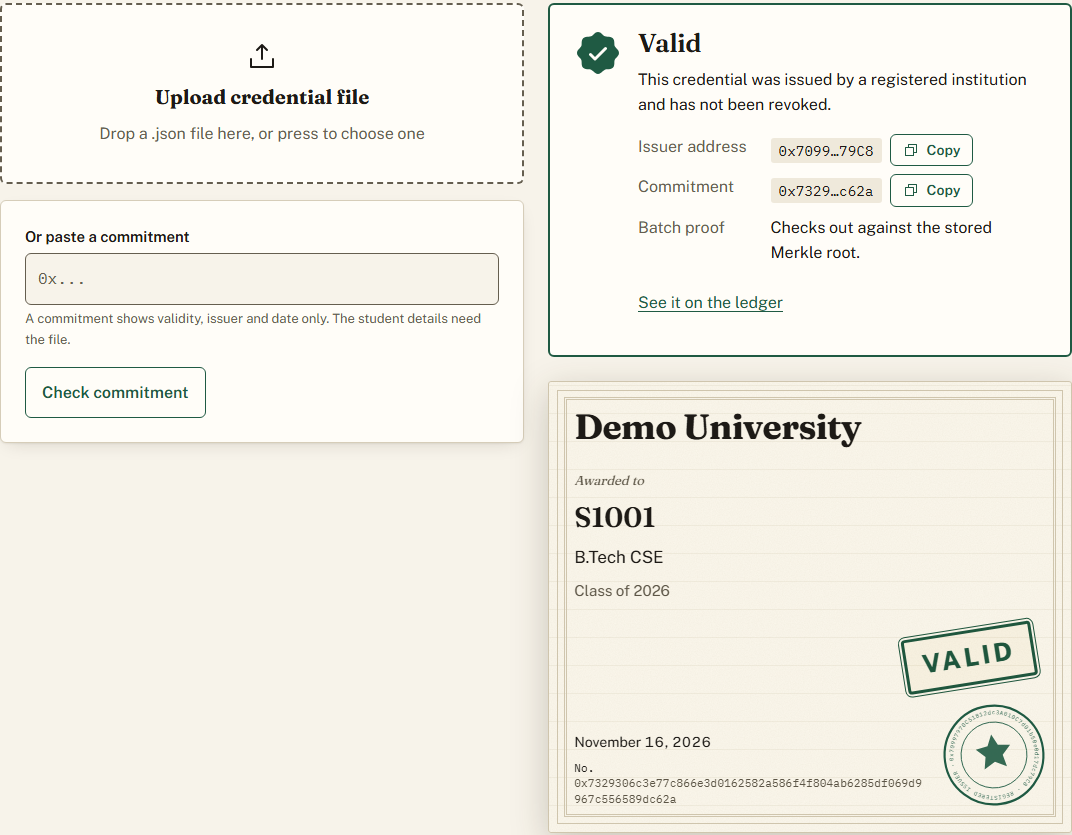 Upload credential file
Drop a .json file here, or press to choose one
Or paste a commitment
0x...
A commitment shows validity, issuer and date only. The student details need
the file.
Check commitment
Valid
This credential was issued by a registered institution
and has not been revoked.
Issuer address 0x7099…79C8 Copy
Commitment 0x7329…c62a Copy
Batch proof Checks out against the stored
Merkle root.
See it on the ledger
Demo University
Awarded to
S1001
B.Tech CSE
Class of 2026
VALID
November 16, 2026
No.
0x7329306c3e77c866e3d0162582a586f4f804ab6285df069d9
967c556589dc62a
REGISTERED ISSUER